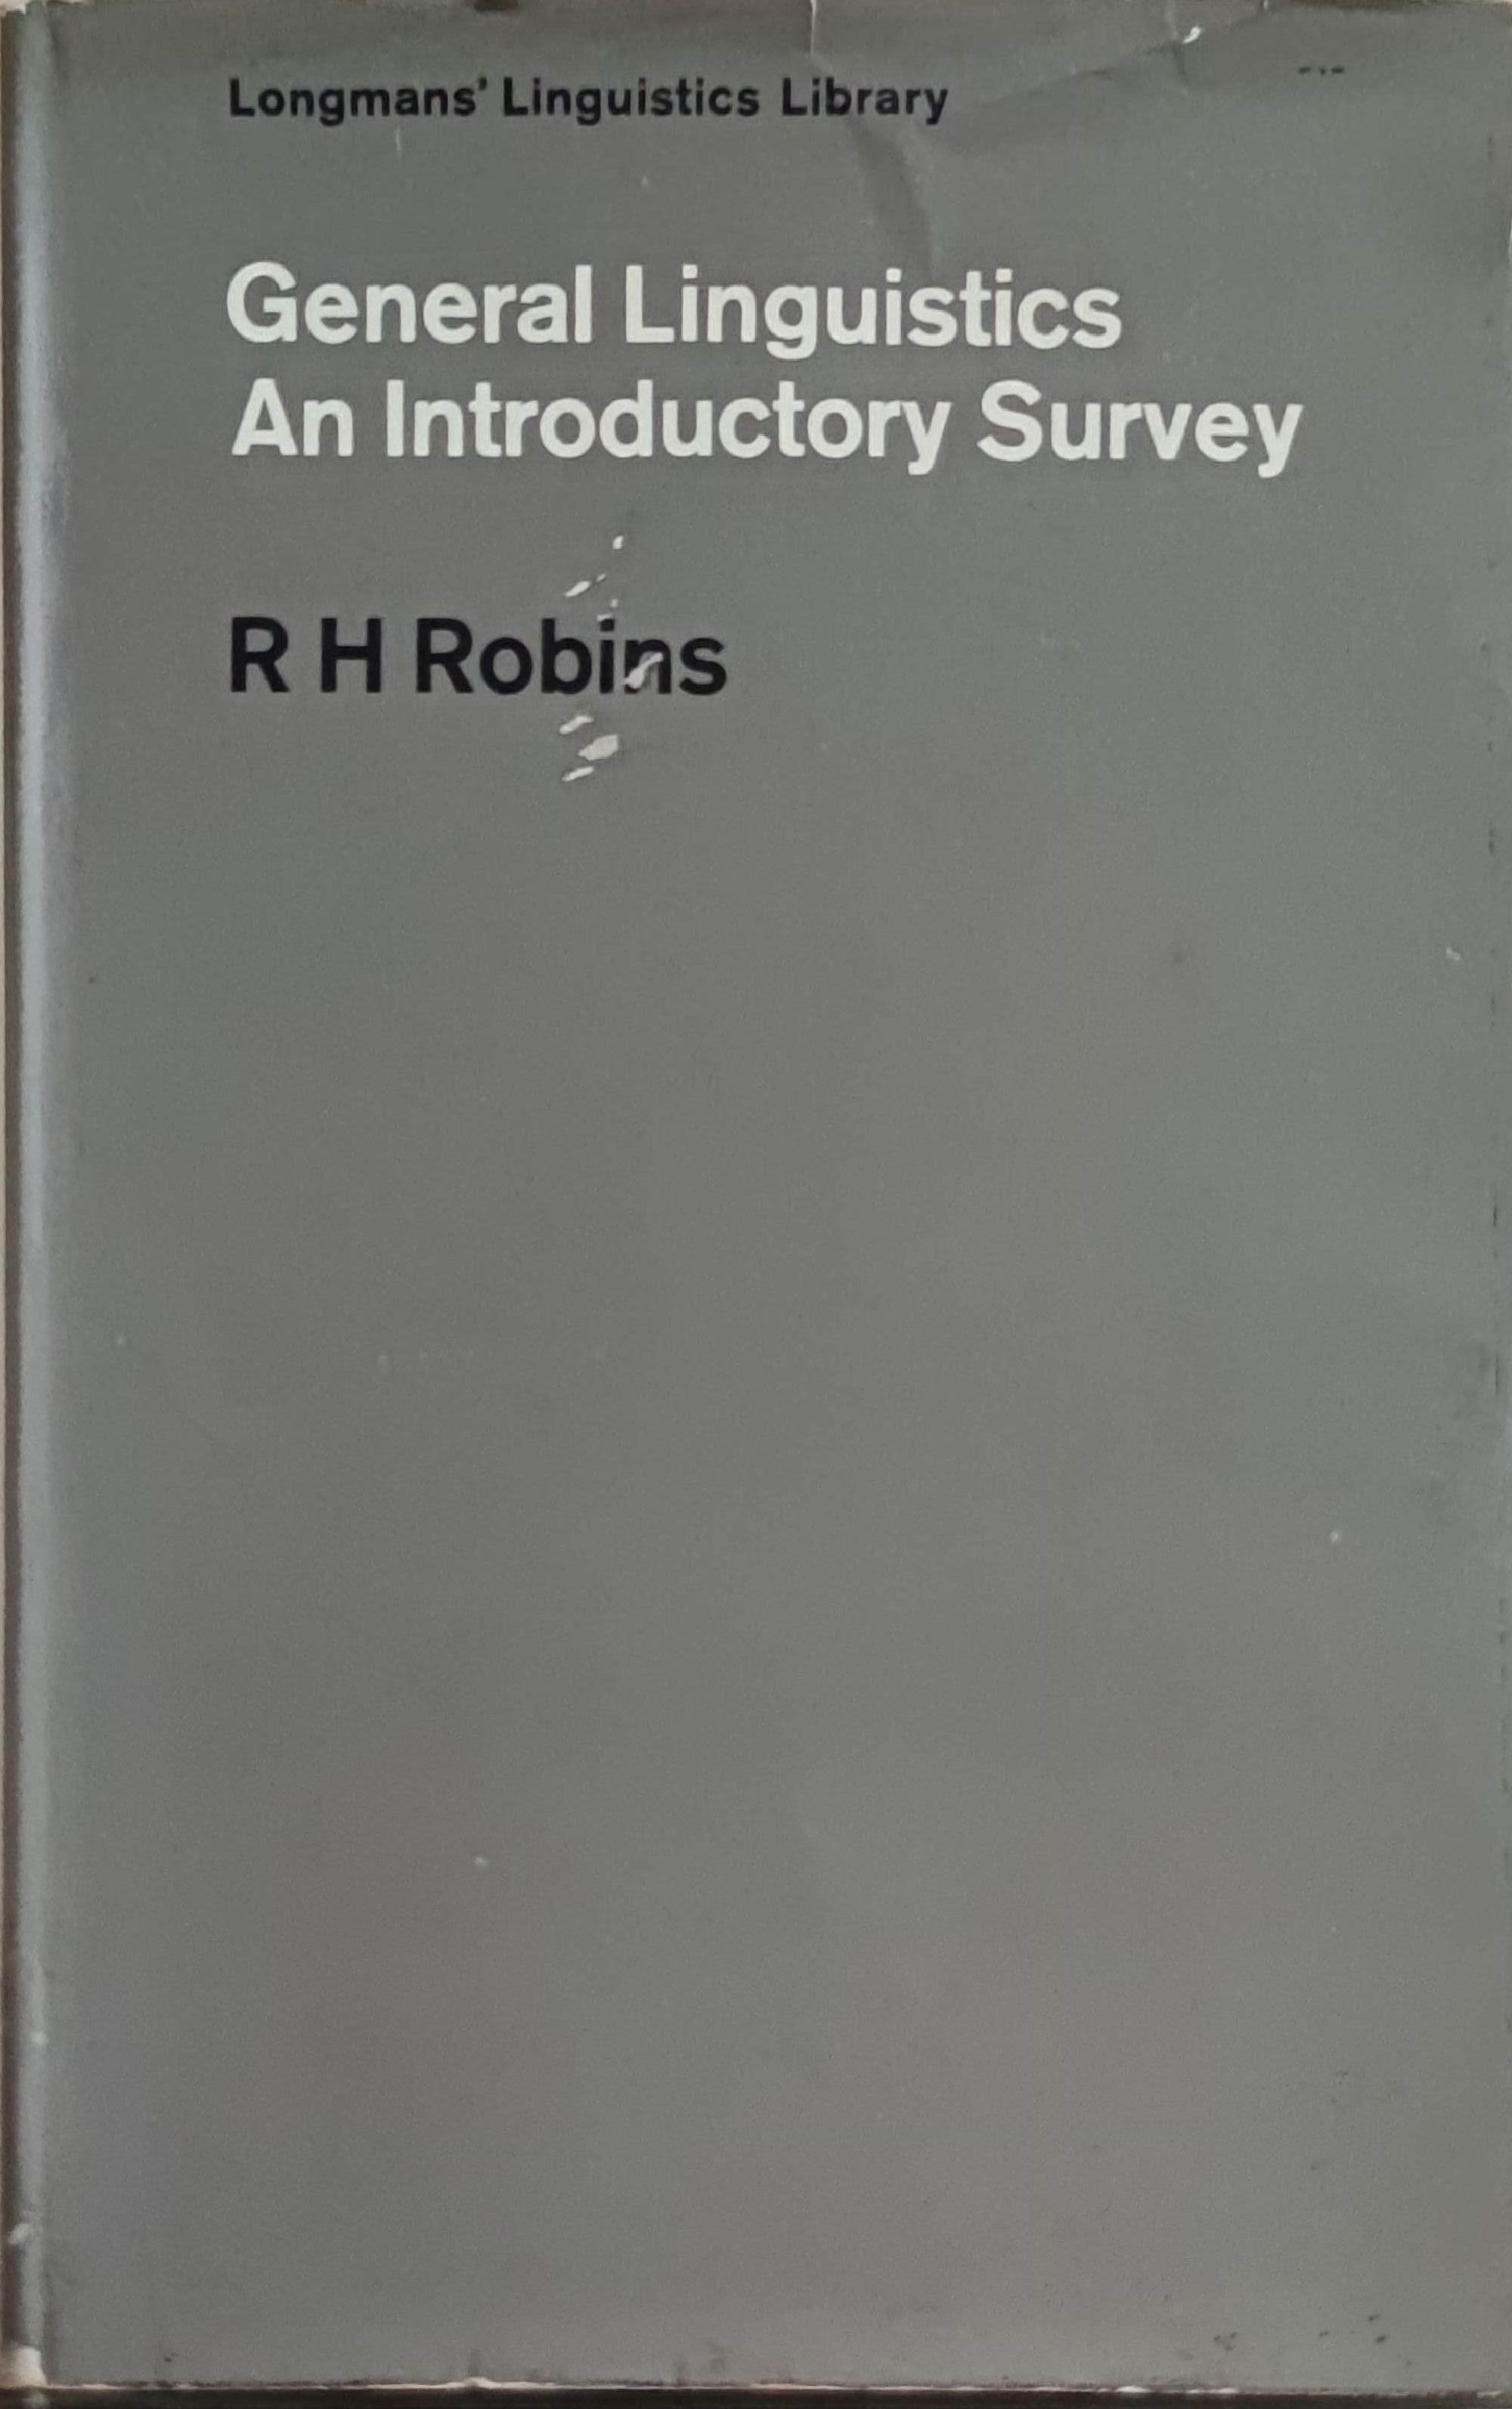 Longmans' Linguistics Library
General Linguistics
An Introductory Survey
R H Robins